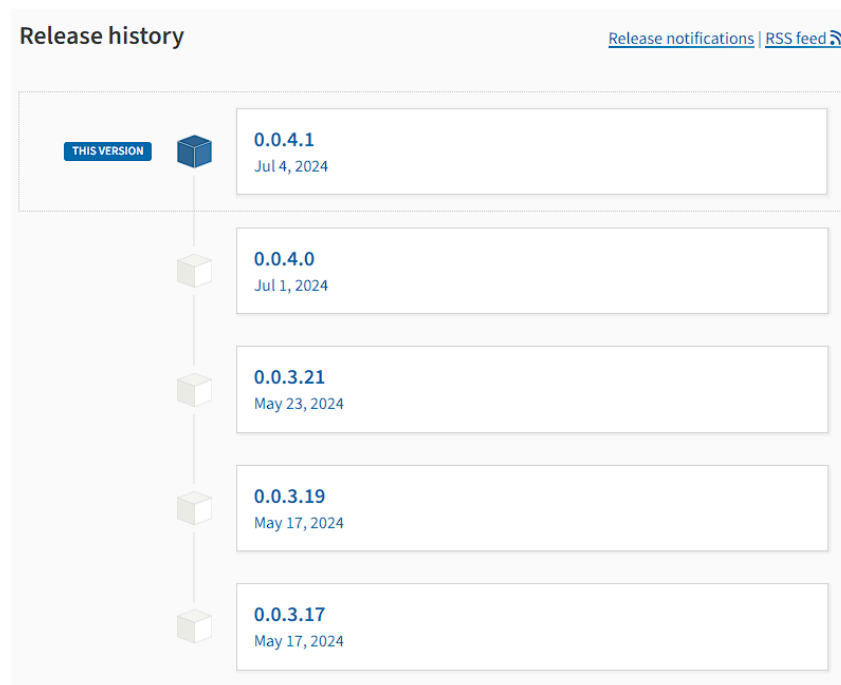 Release history
Release notifications | RSS feed
THIS VERSION
0.0.4.1
Jul 4, 2024
0.0.4.0
Jul 1, 2024
0.0.3.21
May 23, 2024
0.0.3.19
May 17, 2024
0.0.3.17
May 17, 2024